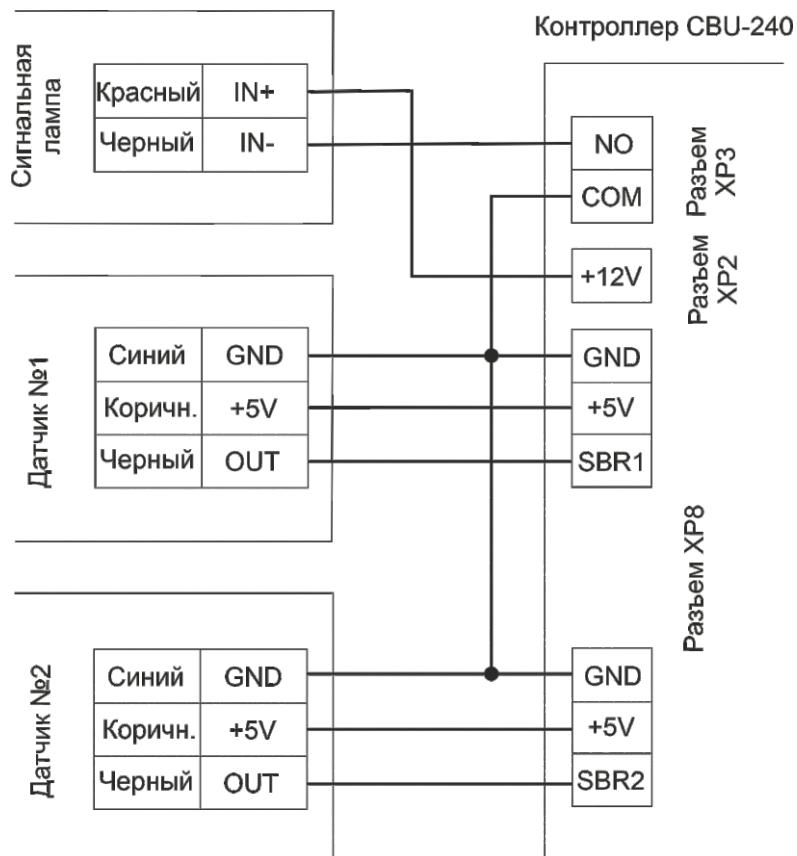 Контроллер CBU-240
Сигнальная
лампа
Красный IN+
Черный IN-
NO
COM
Разъем
XP3
+12V
Разъем
XP2
Датчик №1
Синий GND
Коричн. +5V
Черный OUT
GND
+5V
SBR1
Разъем XP8
Датчик №2
Синий GND
Коричн. +5V
Черный OUT
GND
+5V
SBR2